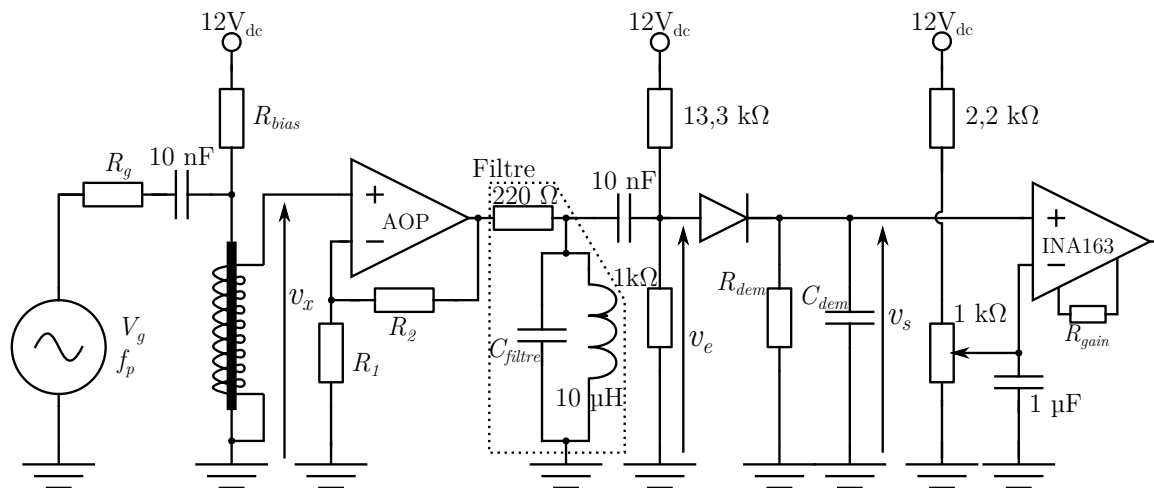 12V_dc
12V_dc
12V_dc
R_bias
13,3 kΩ
2,2 kΩ
10 nF
R_g
Filtre
220 Ω
10 nF
+
AOP
−
+
INA163
−
V_g
f_p
v_x
R_2
R_1
C_filtre
10 µH
1kΩ
v_e
R_dem
C_dem
v_s
1 kΩ
R_gain
1 µF